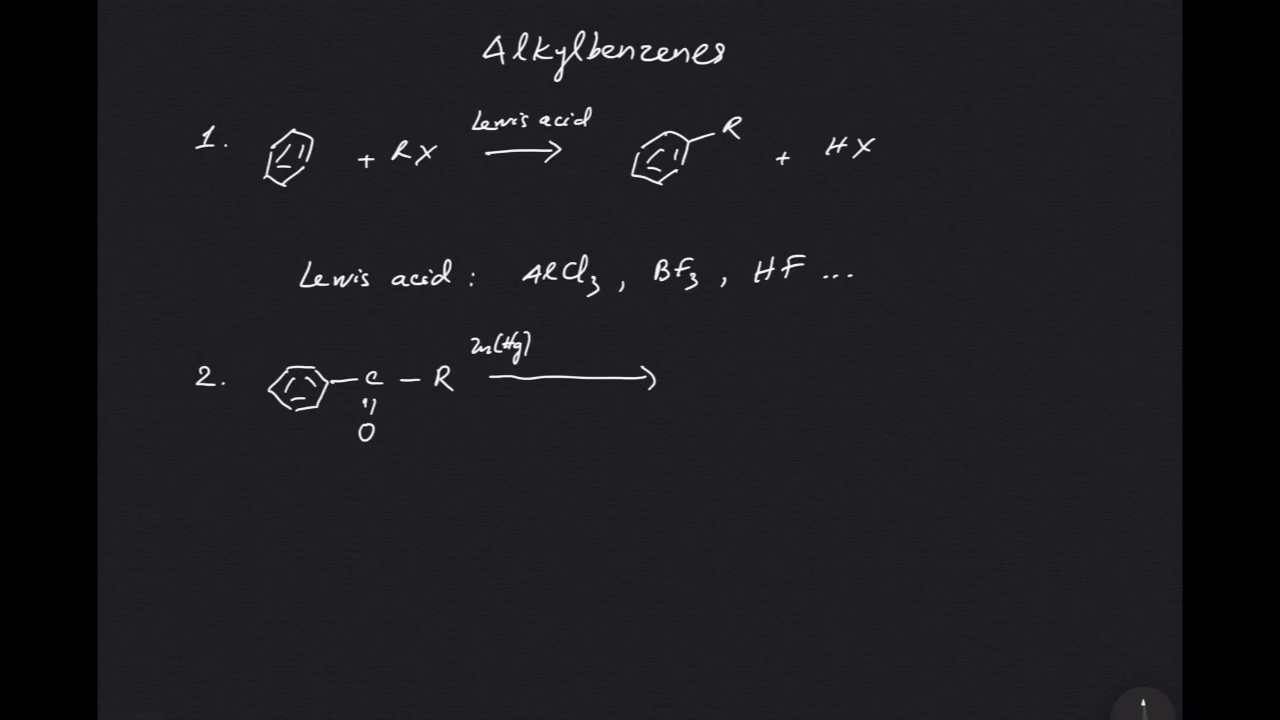 Alkylbenzenes
1. + RX Lewis acid → R + HX
Lewis acid : AlCl₃ , BF₃ , HF ...
2. — C — R Zn(Hg) →
O